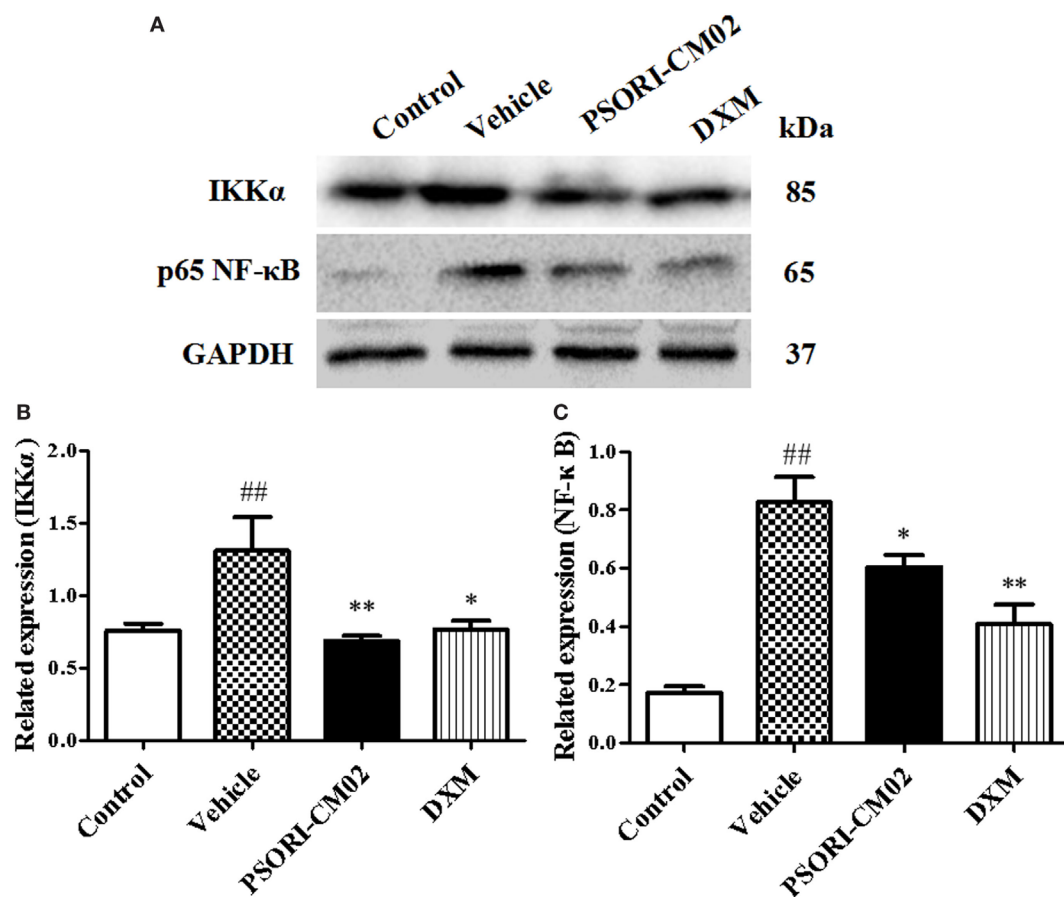 A
Control Vehicle PSORI-CM02 DXM kDa
IKKα 85
p65 NF-κB 65
GAPDH 37
B
Related expression (IKKα )
2.0
1.5
1.0
0.5
0.0
##
**
*
Control Vehicle PSORI-CM02 DXM
C
Related expression (NF-κ B)
1.0
0.8
0.6
0.4
0.2
0.0
##
*
**
Control Vehicle PSORI-CM02 DXM